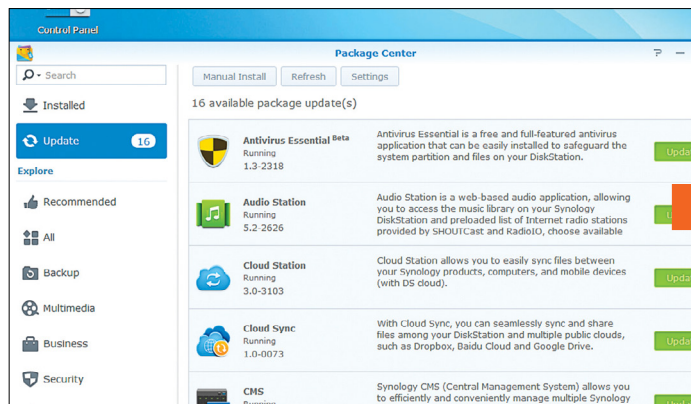 Control Panel
Package Center
Search
Manual Install Refresh Settings
Installed
16 available package update(s)
Update 16
Explore
Recommended
All
Backup
Multimedia
Business
Security
Antivirus Essential Beta
Running
1.3-2318
Antivirus Essential is a free and full-featured antivirus
application that can be easily installed to safeguard the
system partition and files on your DiskStation.
Audio Station
Running
5.2-2626
Audio Station is a web-based audio application, allowing
you to access the music library on your Synology
DiskStation and preloaded list of Internet radio stations
provided by SHOUTCast and RadioIO, choose available
Cloud Station
Running
3.0-3103
Cloud Station allows you to easily sync files between
your Synology products, computers, and mobile devices
(with DS cloud).
Cloud Sync
Running
1.0-0073
With Cloud Sync, you can seamlessly sync and share
files among your DiskStation and multiple public clouds,
such as Dropbox, Baidu Cloud and Google Drive.
CMS
Running
Synology CMS (Central Management System) allows you
to efficiently and conveniently manage multiple Synology